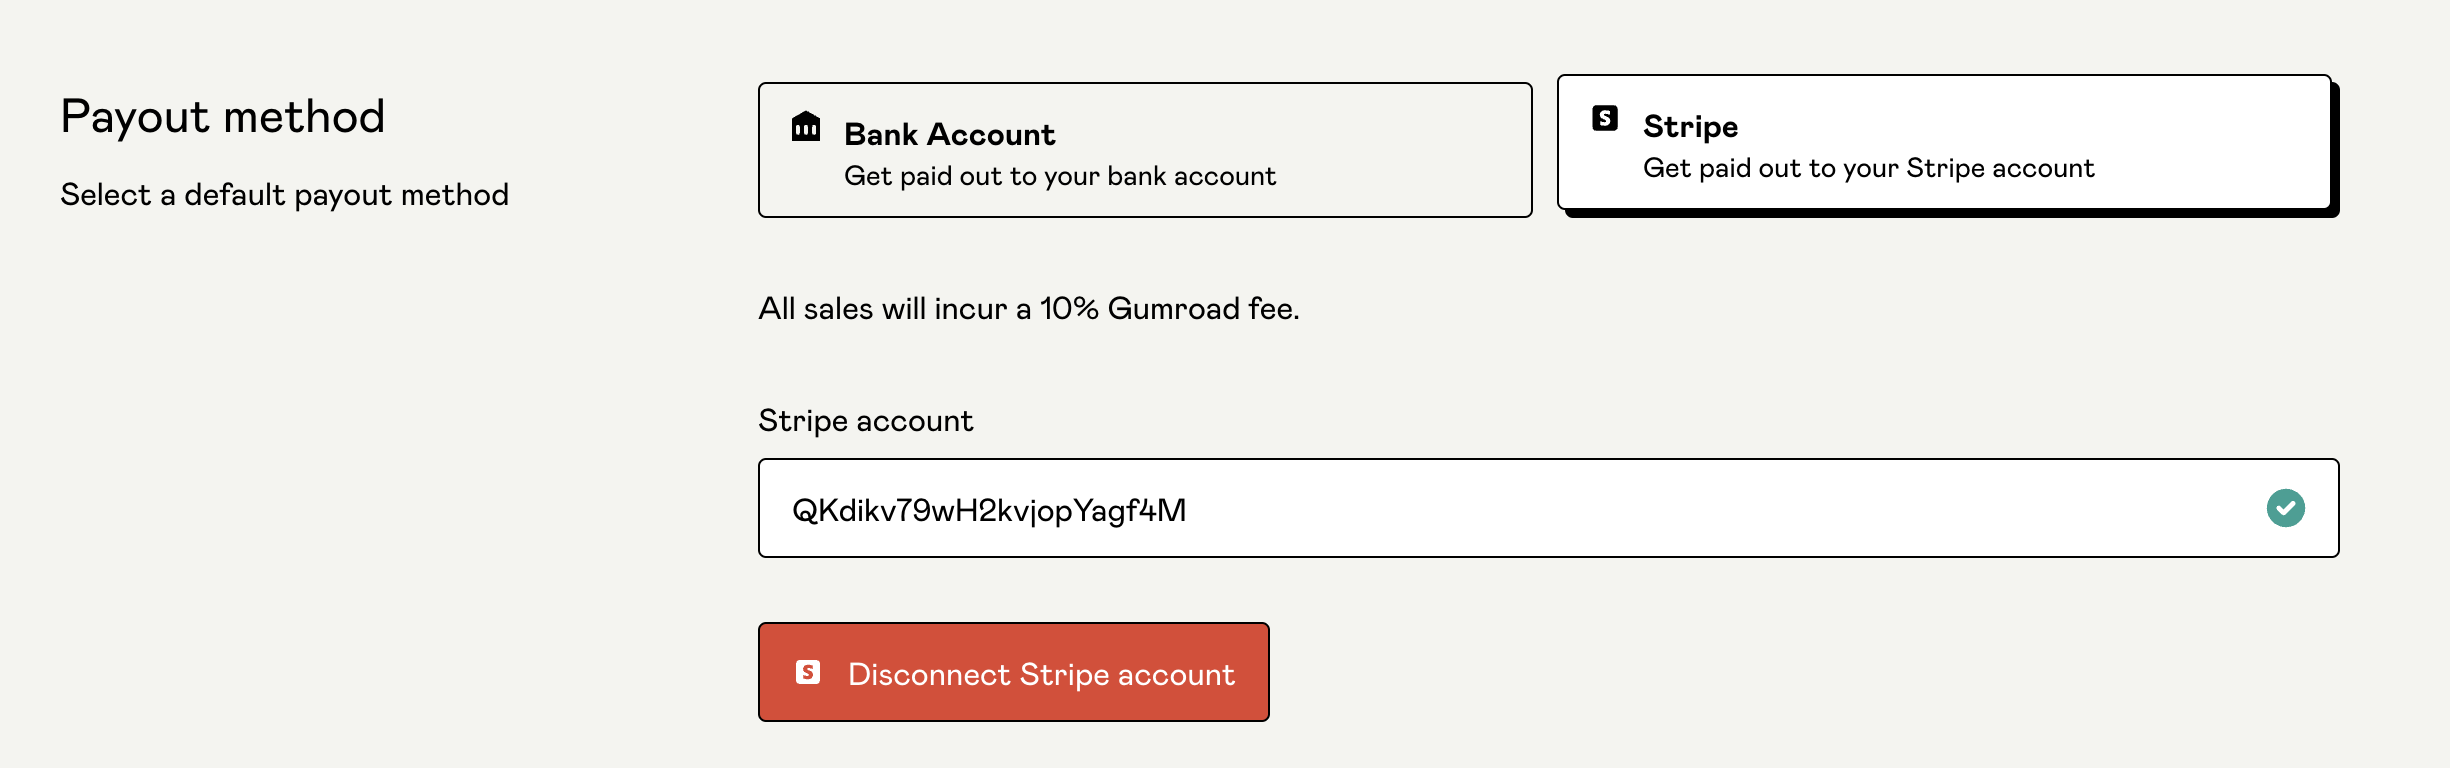 Payout method
Select a default payout method
Bank Account
Get paid out to your bank account
Stripe
Get paid out to your Stripe account
All sales will incur a 10% Gumroad fee.
Stripe account
QKdikv79wH2kvjopYagf4M
Disconnect Stripe account